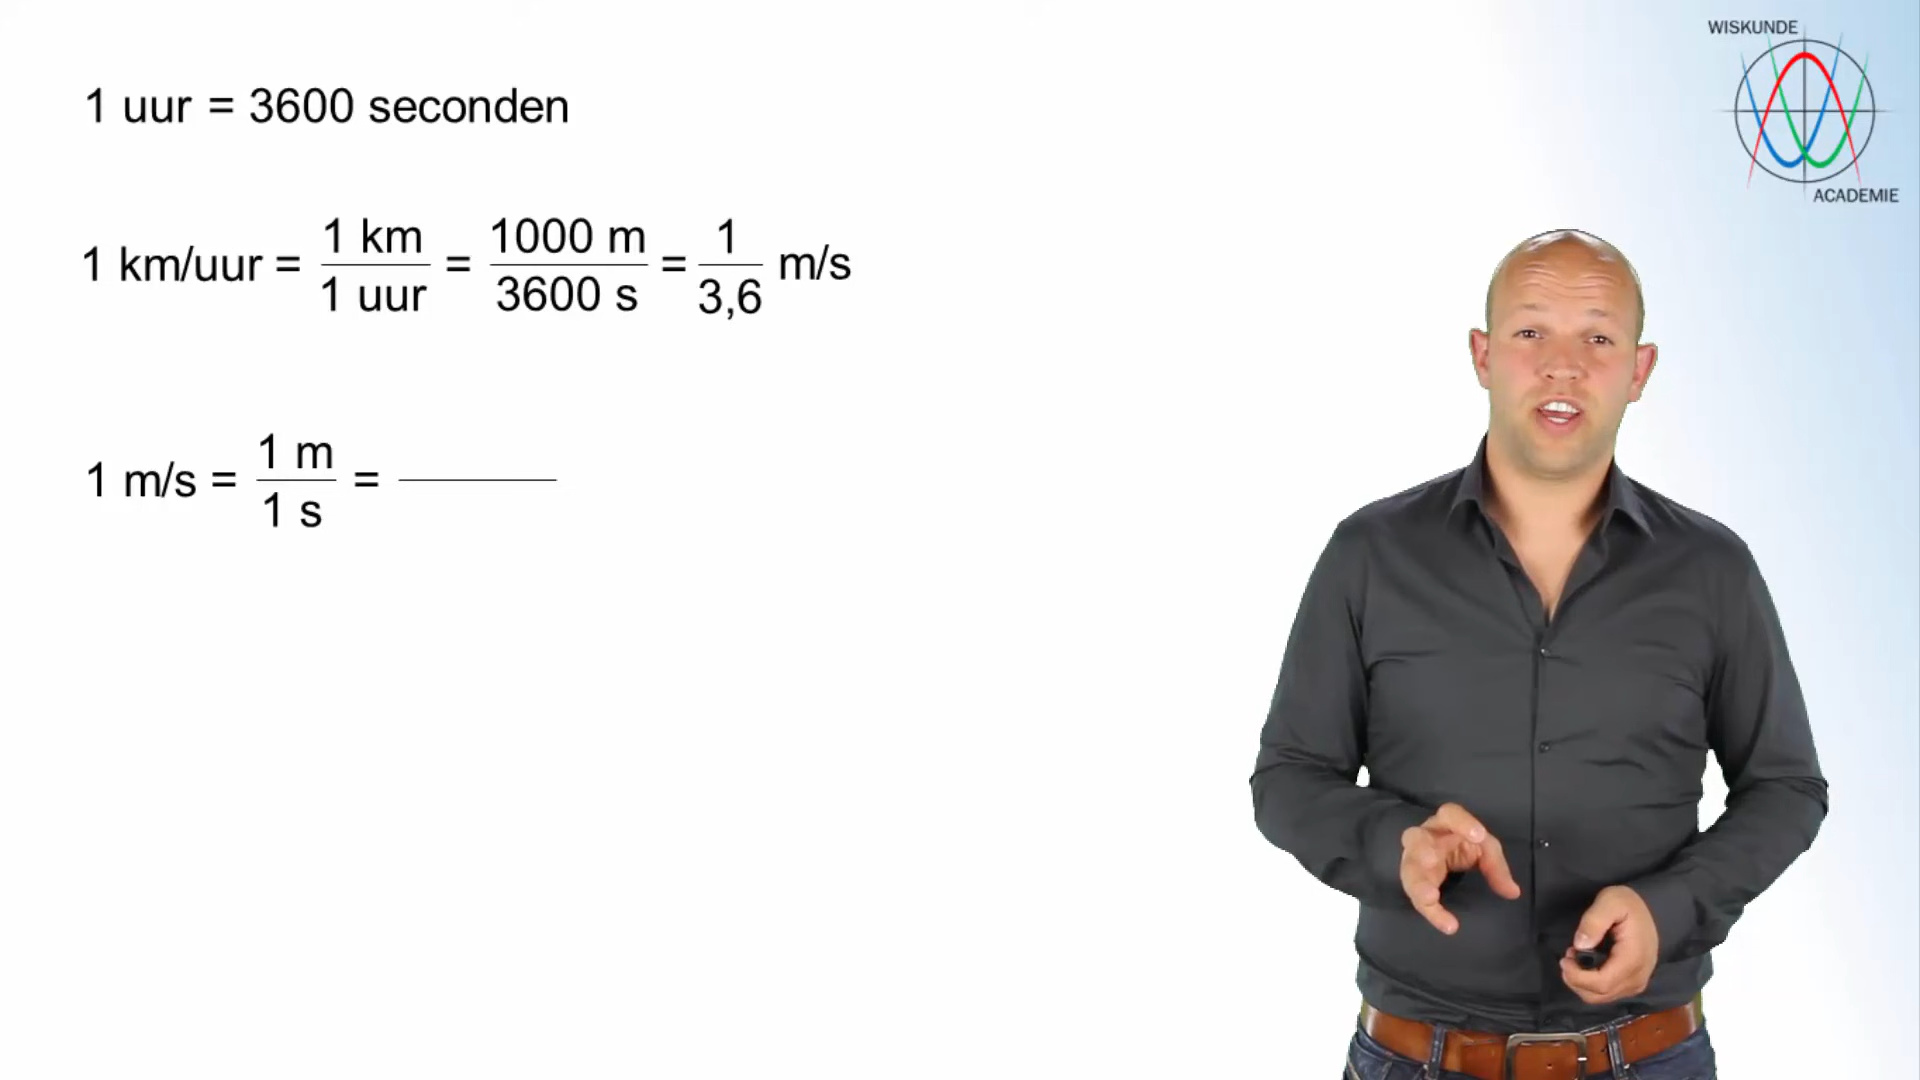 WISKUNDE
ACADEMIE
1 uur = 3600 seconden
1 km/uur = 1 km / 1 uur = 1000 m / 3600 s = 1 / 3,6 m/s
1 m/s = 1 m / 1 s =